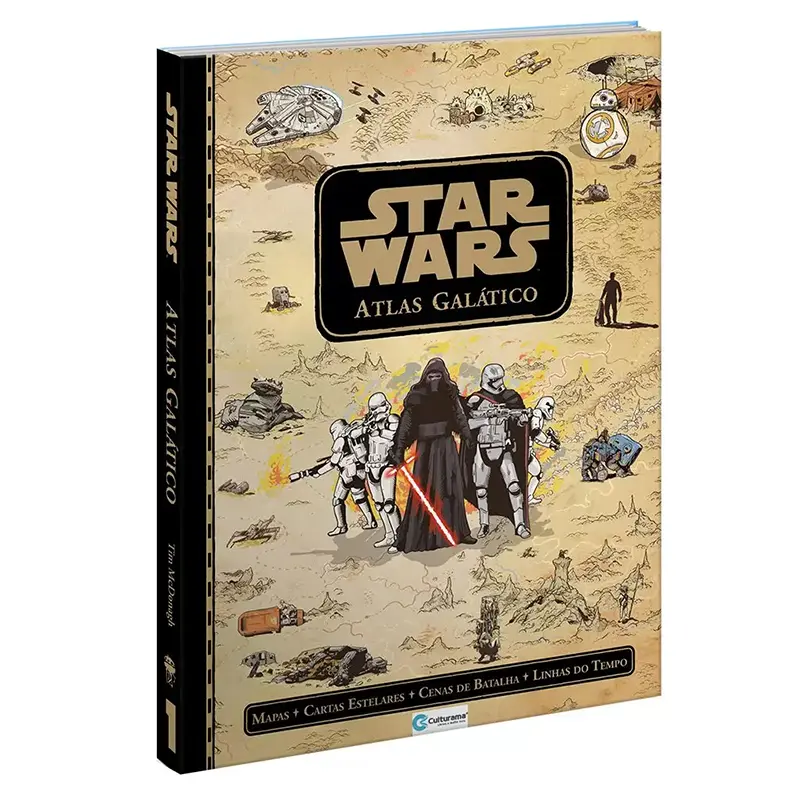 STAR WARS
ATLAS GALÁTICO
Tim McDonagh
1
STAR
WARS
ATLAS GALÁTICO
MAPAS + CARTAS ESTELARES + CENAS DE BATALHA + LINHAS DO TEMPO
Culturama